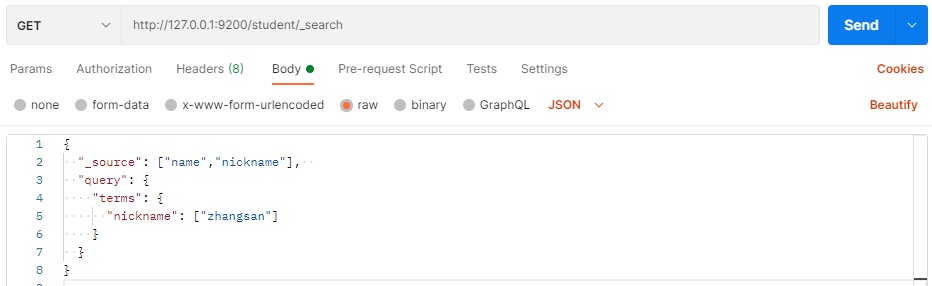 GET http://127.0.0.1:9200/student/_search Send
Params Authorization Headers (8) Body Pre-request Script Tests Settings Cookies
none form-data x-www-form-urlencoded raw binary GraphQL JSON Beautify
1 {
2 "_source": ["name","nickname"],
3 "query": {
4 "terms": {
5 "nickname": ["zhangsan"]
6 }
7 }
8 }